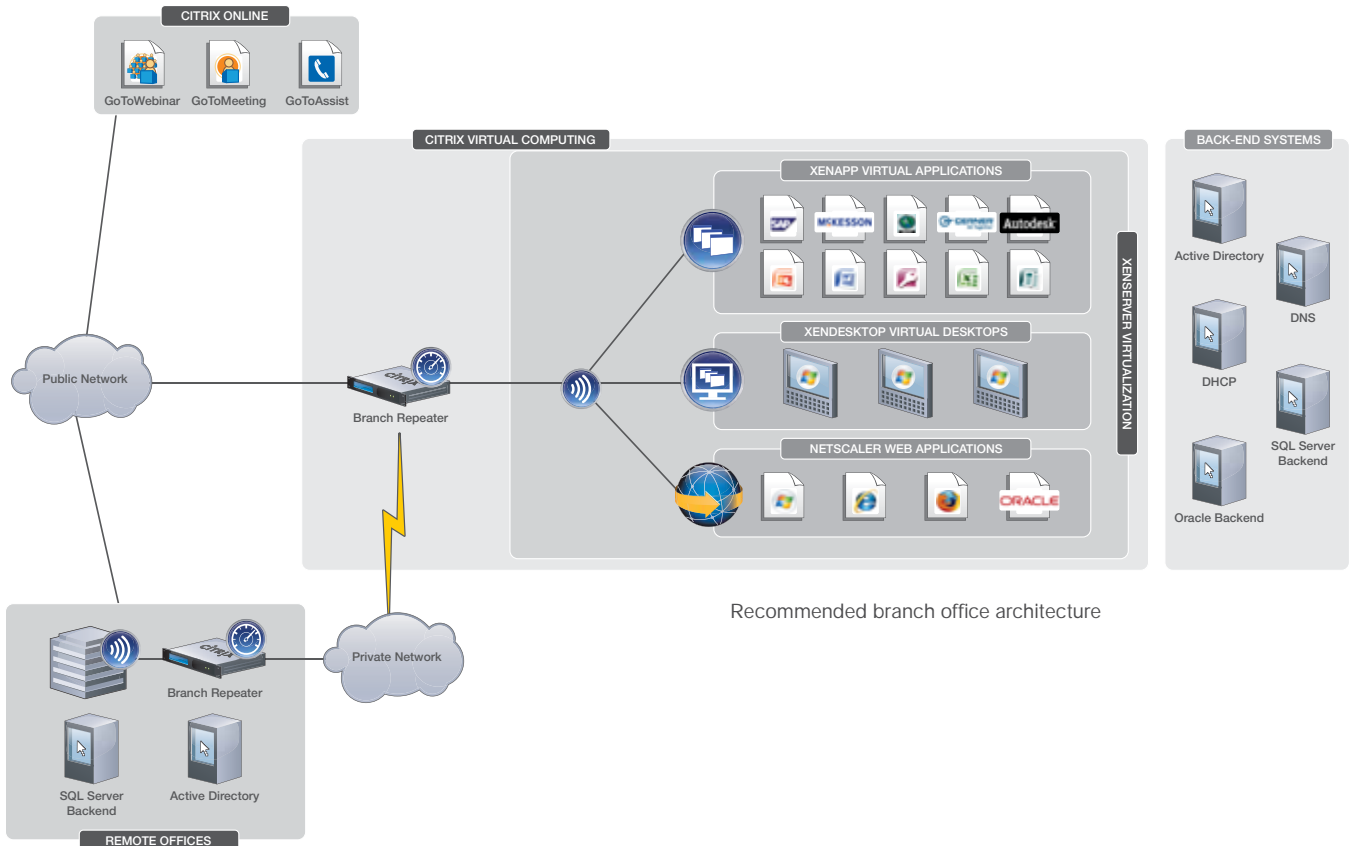 CITRIX ONLINE
GoToWebinar
GoToMeeting
GoToAssist
CITRIX VIRTUAL COMPUTING
BACK-END SYSTEMS
XENAPP VIRTUAL APPLICATIONS
SAP
MCKESSON
CERNER
Autodesk
XENSERVER VIRTUALIZATION
Active Directory
DNS
XENDESKTOP VIRTUAL DESKTOPS
DHCP
Public Network
CITRIX
Branch Repeater
NETSCALER WEB APPLICATIONS
ORACLE
SQL Server
Backend
Oracle Backend
Recommended branch office architecture
CITRIX
Branch Repeater
Private Network
SQL Server
Backend
Active Directory
REMOTE OFFICES